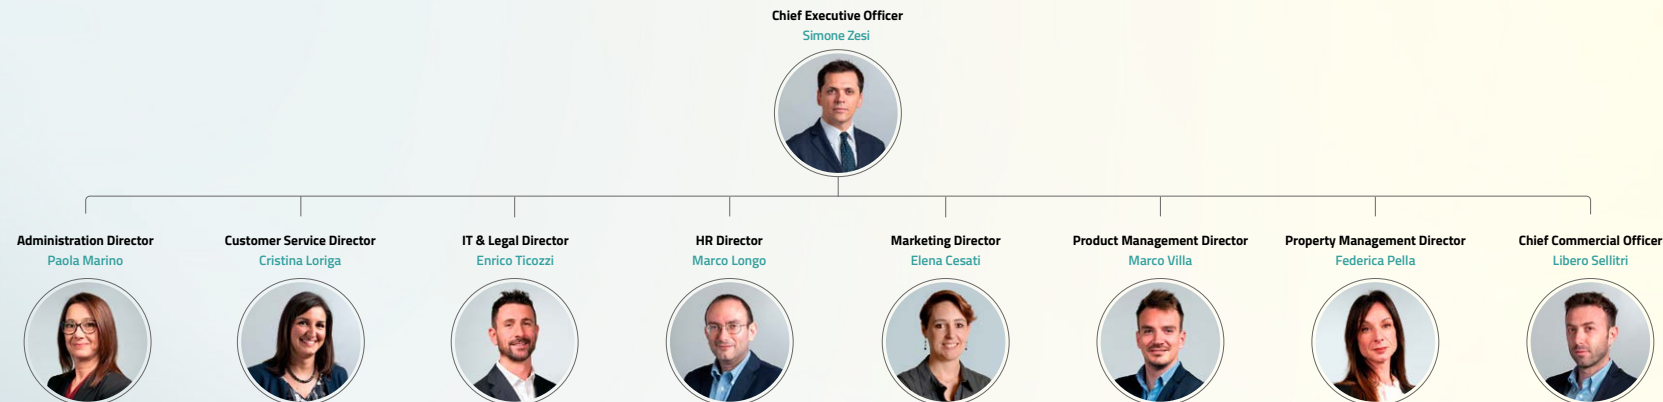 Chief Executive Officer
Simone Zesi
Administration Director
Paola Marino
Customer Service Director
Cristina Loriga
IT & Legal Director
Enrico Ticozzi
HR Director
Marco Longo
Marketing Director
Elena Cesati
Product Management Director
Marco Villa
Property Management Director
Federica Pella
Chief Commercial Officer
Libero Sellitri